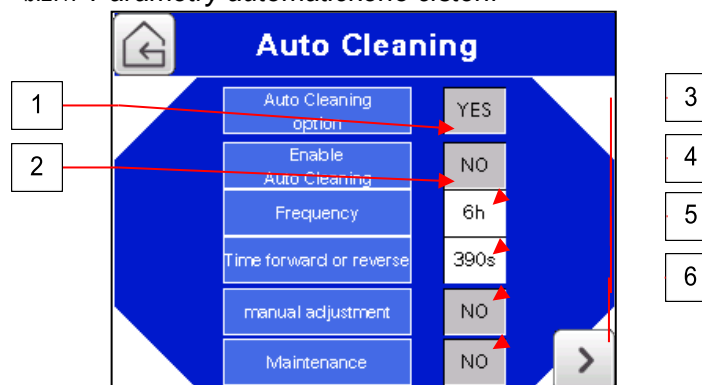 Auto Cleaning
1
Auto Cleaning
option
YES
3
2
Enable
Auto Cleaning
NO
4
Frequency
6h
5
Time forward or reverse
390s
6
manual adjustment
NO
Maintenance
NO
>